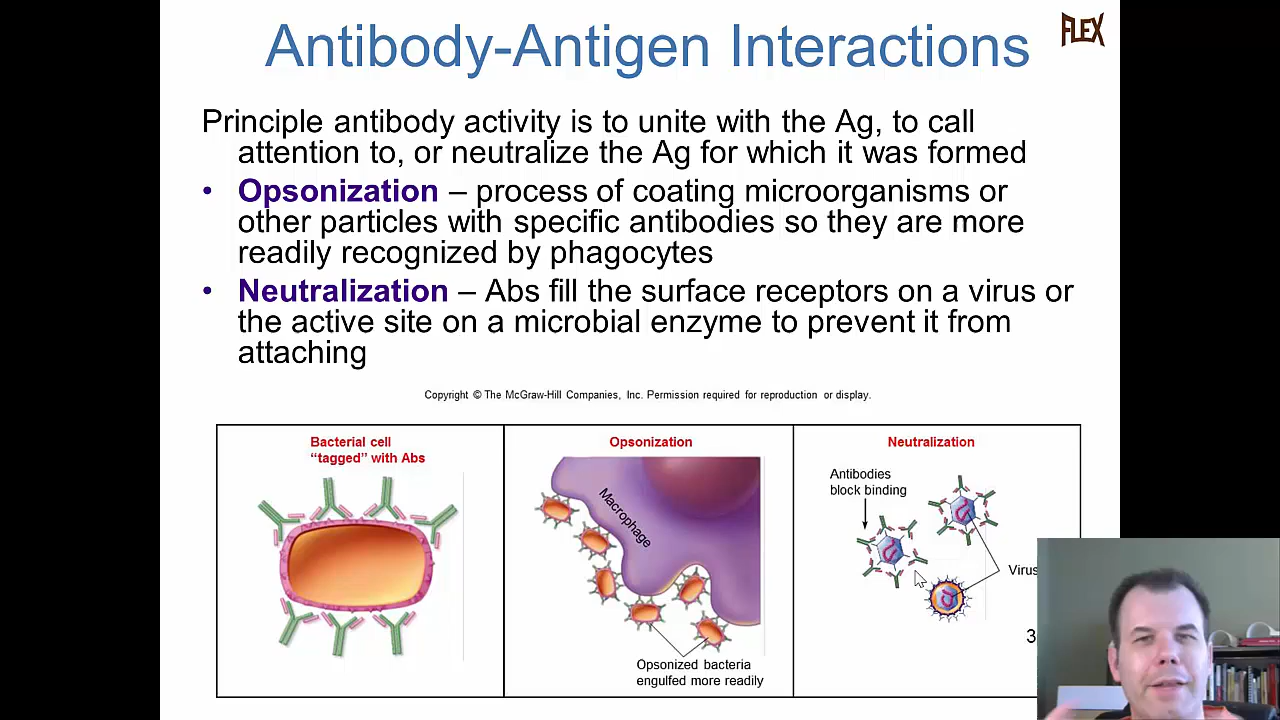 Antibody-Antigen Interactions
FLEX
Principle antibody activity is to unite with the Ag, to call
attention to, or neutralize the Ag for which it was formed
• Opsonization – process of coating microorganisms or
other particles with specific antibodies so they are more
readily recognized by phagocytes
• Neutralization – Abs fill the surface receptors on a virus or
the active site on a microbial enzyme to prevent it from
attaching
Copyright © The McGraw-Hill Companies, Inc. Permission required for reproduction or display.
Bacterial cell
“tagged” with Abs
Opsonization
Macrophage
Opsonized bacteria
engulfed more readily
Neutralization
Antibodies
block binding
Virus
3